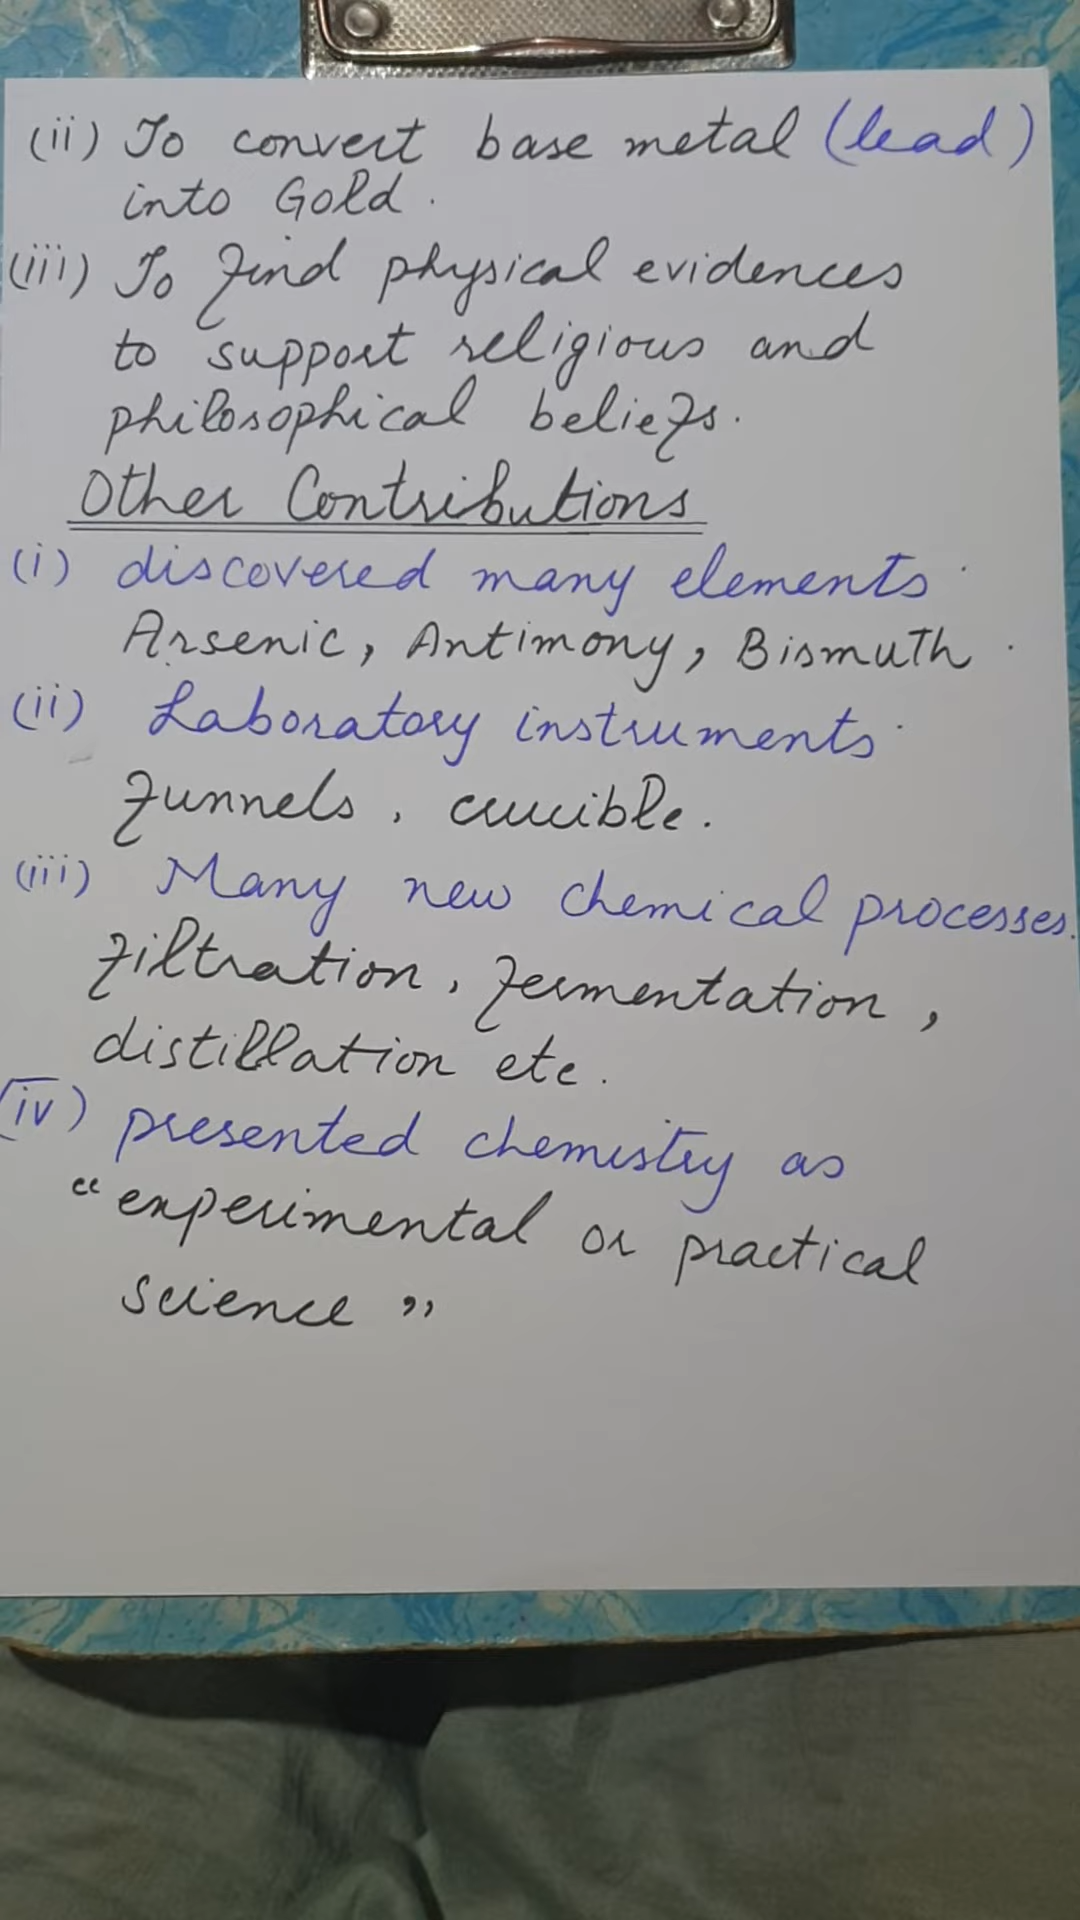 (ii) To convert base metal (lead)
into Gold.
(iii) To find physical evidences
to support religious and
philosophical beliefs.
Other Contributions
(i) discovered many elements.
Arsenic, Antimony, Bismuth.
(ii) Laboratory instruments.
funnels, crucible.
(iii) Many new chemical processes.
filtration, fermentation,
distillation etc.
(iv) presented chemistry as
"experimental or practical
science"